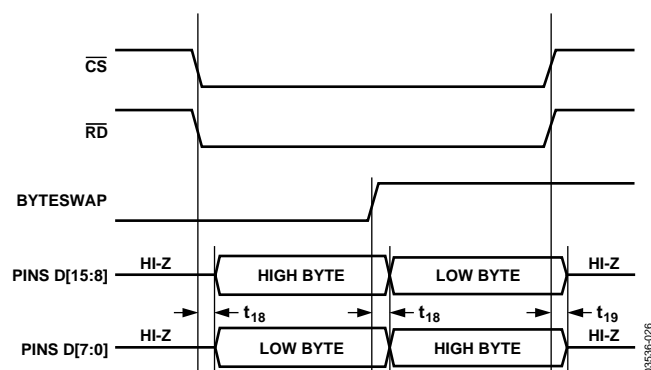 CS
RD
BYTESWAP
PINS D[15:8] HI-Z HIGH BYTE LOW BYTE HI-Z
t18 t18 t19
PINS D[7:0] HI-Z LOW BYTE HIGH BYTE HI-Z
03536-026